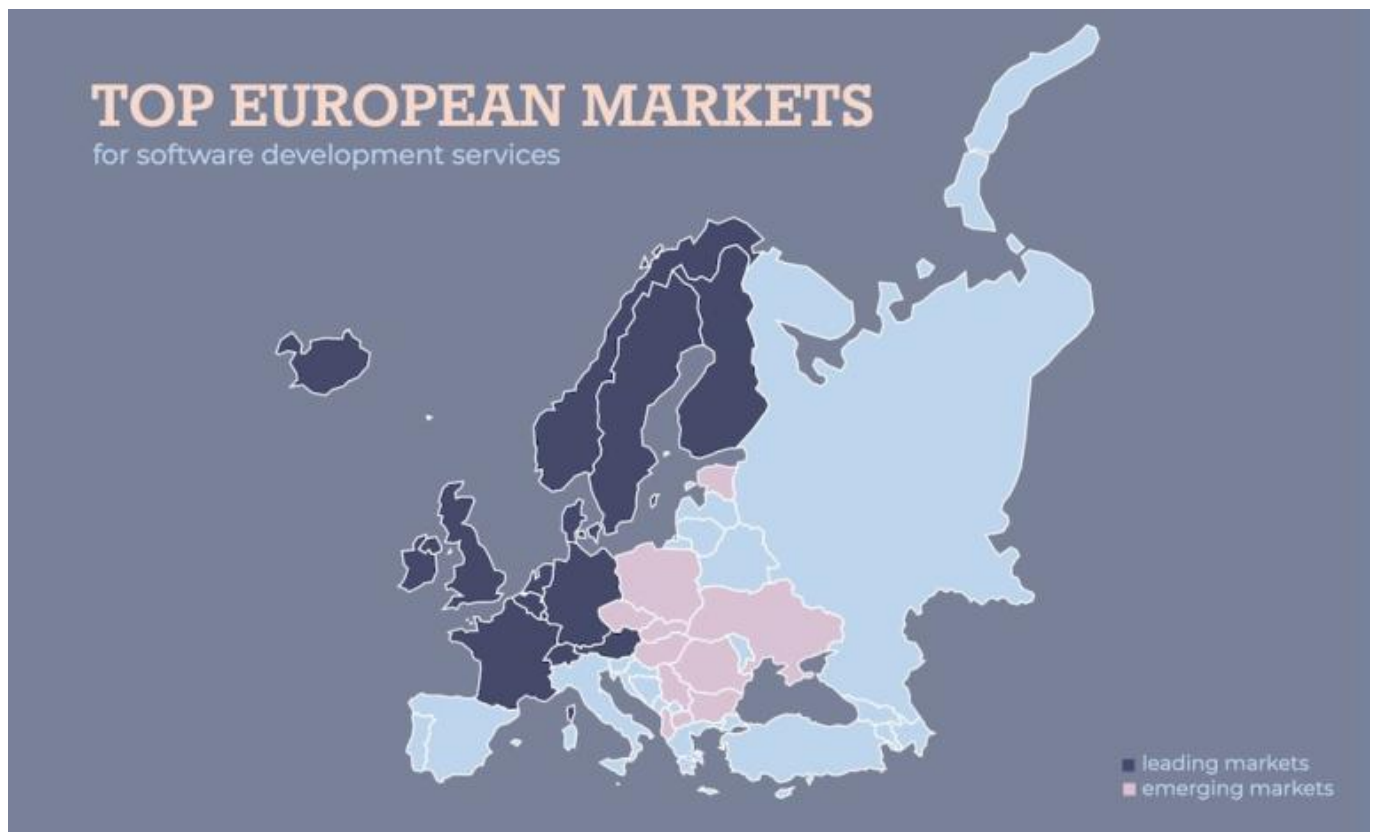 TOP EUROPEAN MARKETS
for software development services
leading markets
emerging markets